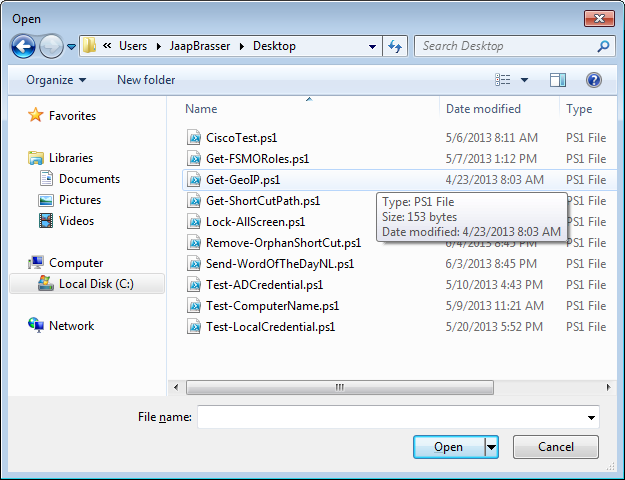 Open
« Users JaapBrasser Desktop Search Desktop
Organize New folder
Favorites
Libraries
Documents
Pictures
Videos
Computer
Local Disk (C:)
Network
Name Date modified Type
CiscoTest.ps1 5/6/2013 8:11 AM PS1 File
Get-FSMORoles.ps1 5/7/2013 1:12 PM PS1 File
Get-GeoIP.ps1 4/23/2013 8:03 AM PS1 File
Get-ShortCutPath.ps1 PS1 File
Lock-AllScreen.ps1 PS1 File
Remove-OrphanShortCut.ps1 6/4/2013 8:45 PM PS1 File
Send-WordOfTheDayNL.ps1 6/3/2013 8:45 PM PS1 File
Test-ADCredential.ps1 5/10/2013 4:43 PM PS1 File
Test-ComputerName.ps1 5/9/2013 11:21 AM PS1 File
Test-LocalCredential.ps1 5/20/2013 5:52 PM PS1 File
Type: PS1 File
Size: 153 bytes
Date modified: 4/23/2013 8:03 AM
File name:
Open Cancel